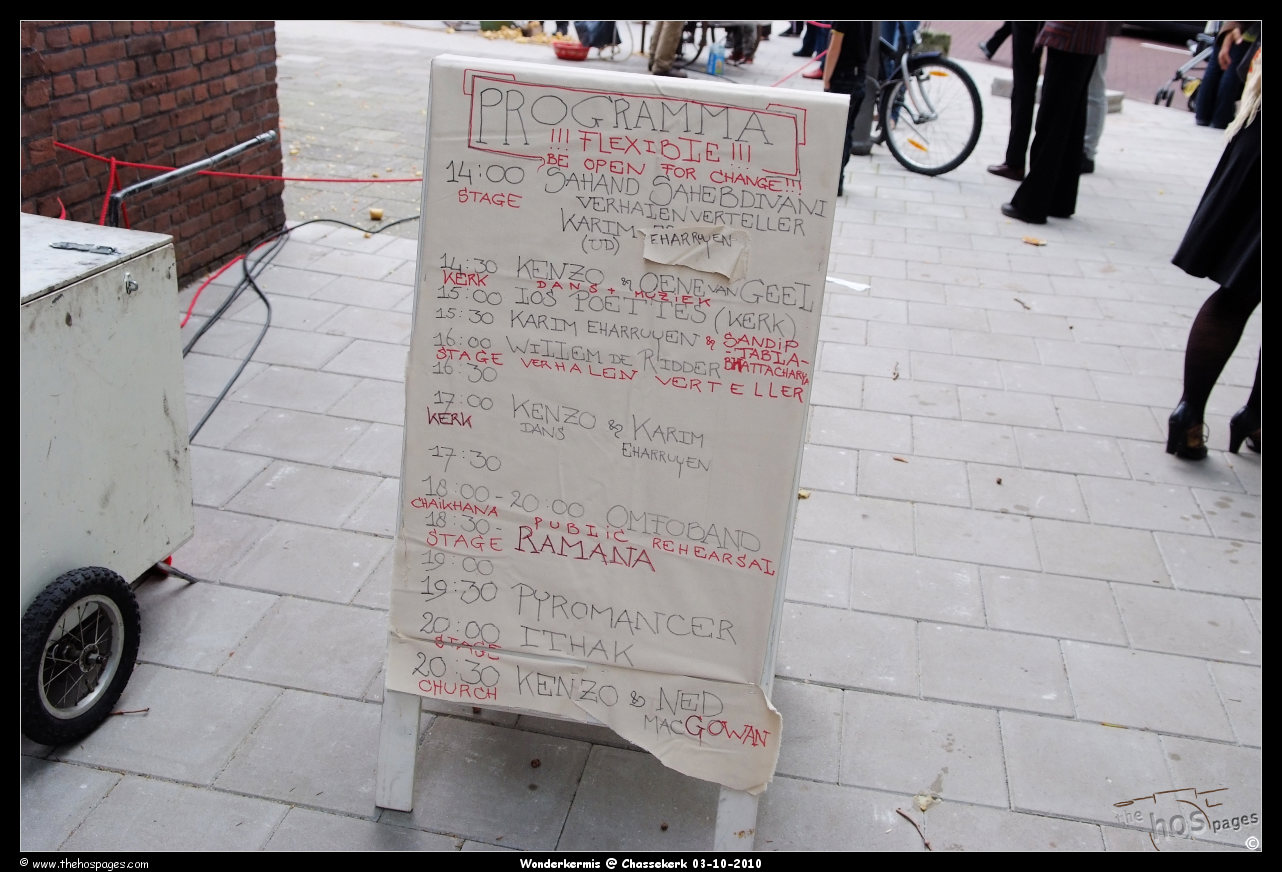 PROGRAMMA
!!! FLEXIBLE !!!
BE OPEN FOR CHANGE!!!
14:00 SAHAND SAHEBDIVANI
STAGE VERHALENVERTELLER
KARIM EHARRUYEN
(UD)
14:30 KENZO & OENE VAN GEEL
KERK DANS + MUZIEK
15:00 LOS POETTES (KERK)
15:30 KARIM EHARRUYEN & SANDIP
-TABLA-
16:00 WILLEM DE RIDDER BHATTACHARYA
STAGE VERHALEN VERTELLER
16:30
17:00 KENZO & KARIM
KERK DANS EHARRUYEN
17:30
18:00 - 20:00 OMFOBAND
CHAIKHANA PUBLIC REHEARSAL
18:30 - RAMANA
STAGE
19:00
19:30 PYROMANCER
20:00 ITHAK
STAGE
20:30 KENZO & NED
CHURCH MACGOWAN
the hos pages
©
© www.thehospages.com
Wonderkermis @ Chassekerk 03-10-2010